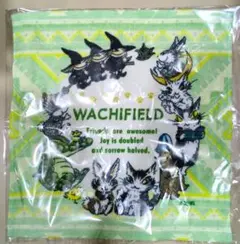 WACHIFIELD
Friends are awesome!
Joy is doubled
and sorrow halved.